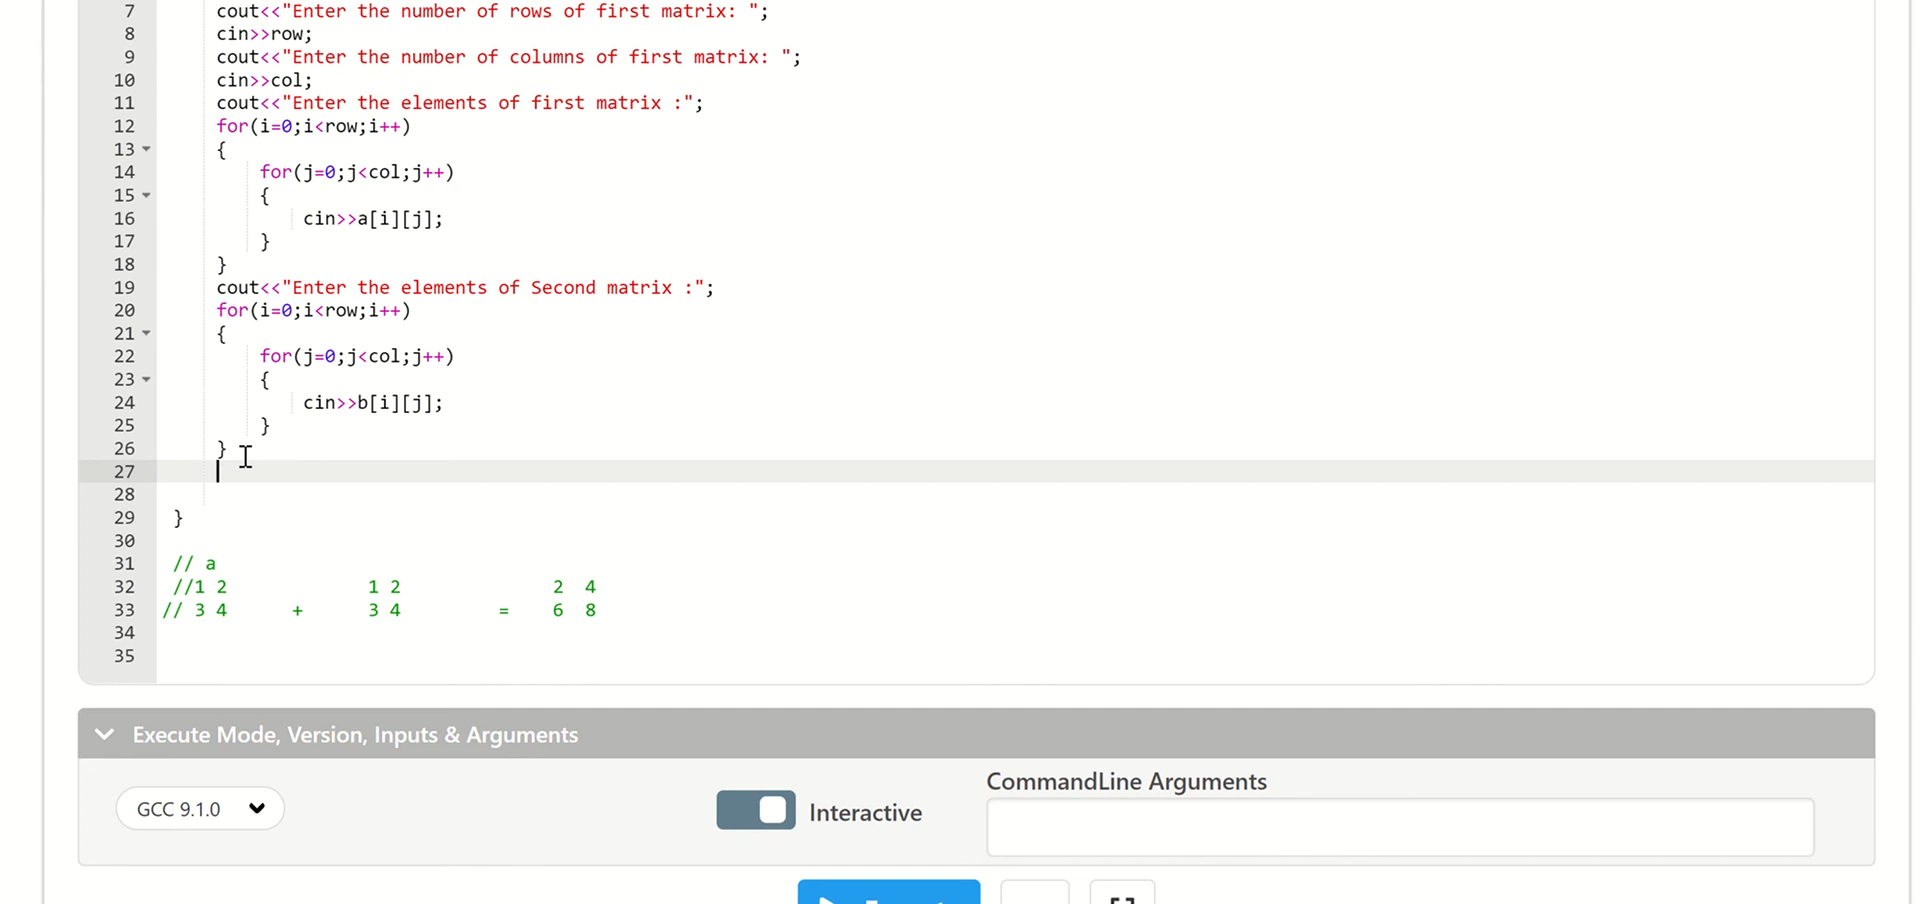 7 cout<<"Enter the number of rows of first matrix: ";
8 cin>>row;
9 cout<<"Enter the number of columns of first matrix: ";
10 cin>>col;
11 cout<<"Enter the elements of first matrix :";
12 for(i=0;i<row;i++)
13 {
14 for(j=0;j<col;j++)
15 {
16 cin>>a[i][j];
17 }
18 }
19 cout<<"Enter the elements of Second matrix :";
20 for(i=0;i<row;i++)
21 {
22 for(j=0;j<col;j++)
23 {
24 cin>>b[i][j];
25 }
26 }
27
28
29 }
30
31 // a
32 //1 2 1 2 2 4
33 // 3 4 + 3 4 = 6 8
34
35
Execute Mode, Version, Inputs & Arguments
CommandLine Arguments
GCC 9.1.0
Interactive